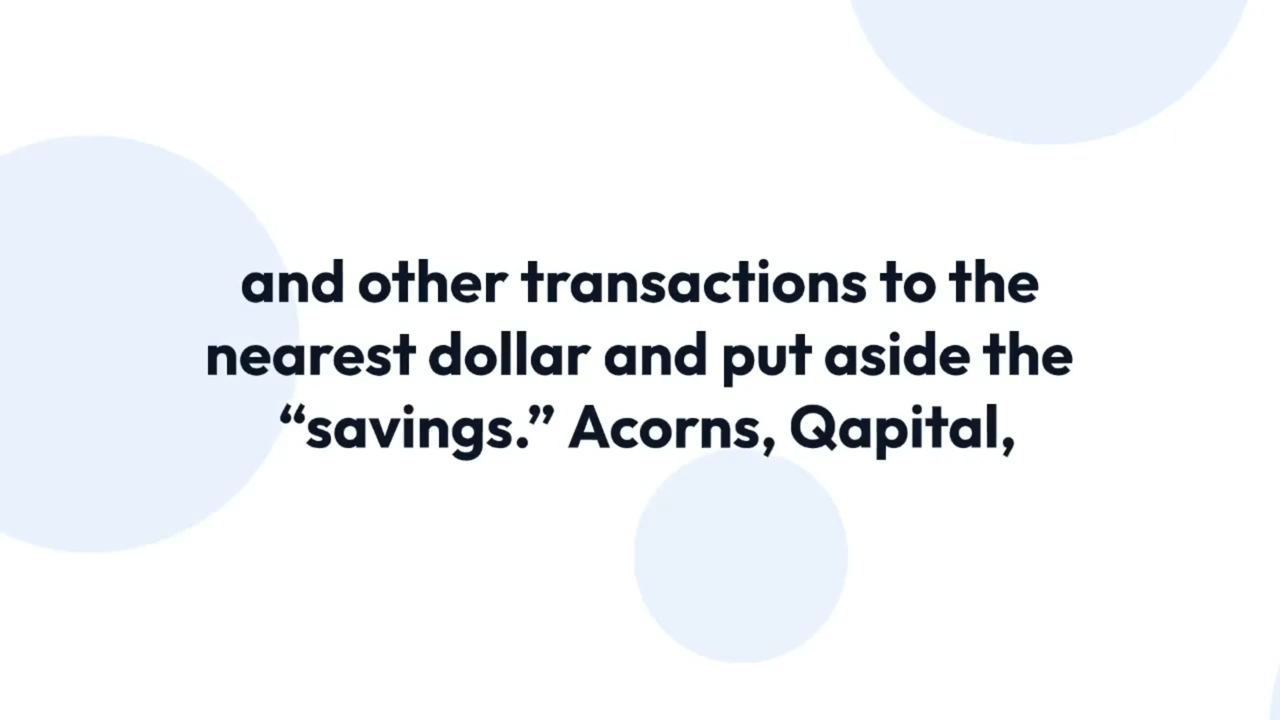 and other transactions to the
nearest dollar and put aside the
“savings.” Acorns, Qapital,